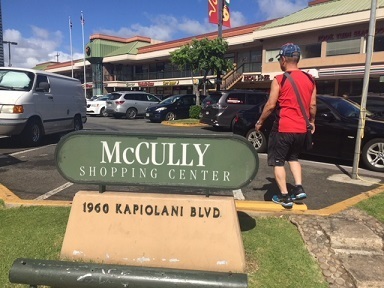 McCULLY
SHOPPING CENTER
1960 KAPIOLANI BLVD.